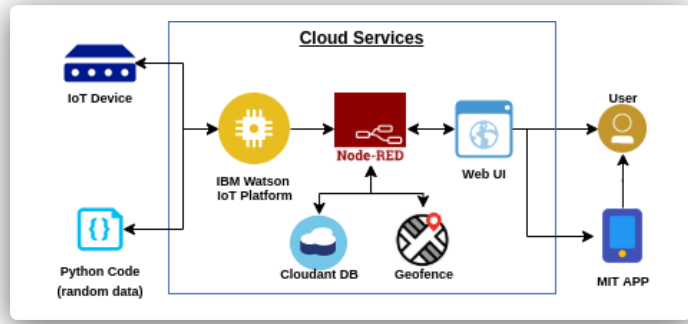 Cloud Services
IoT Device
User
Node-RED
Web UI
IBM Watson
IoT Platform
{}
Python Code
(random data)
Cloudant DB
Geofence
MIT APP